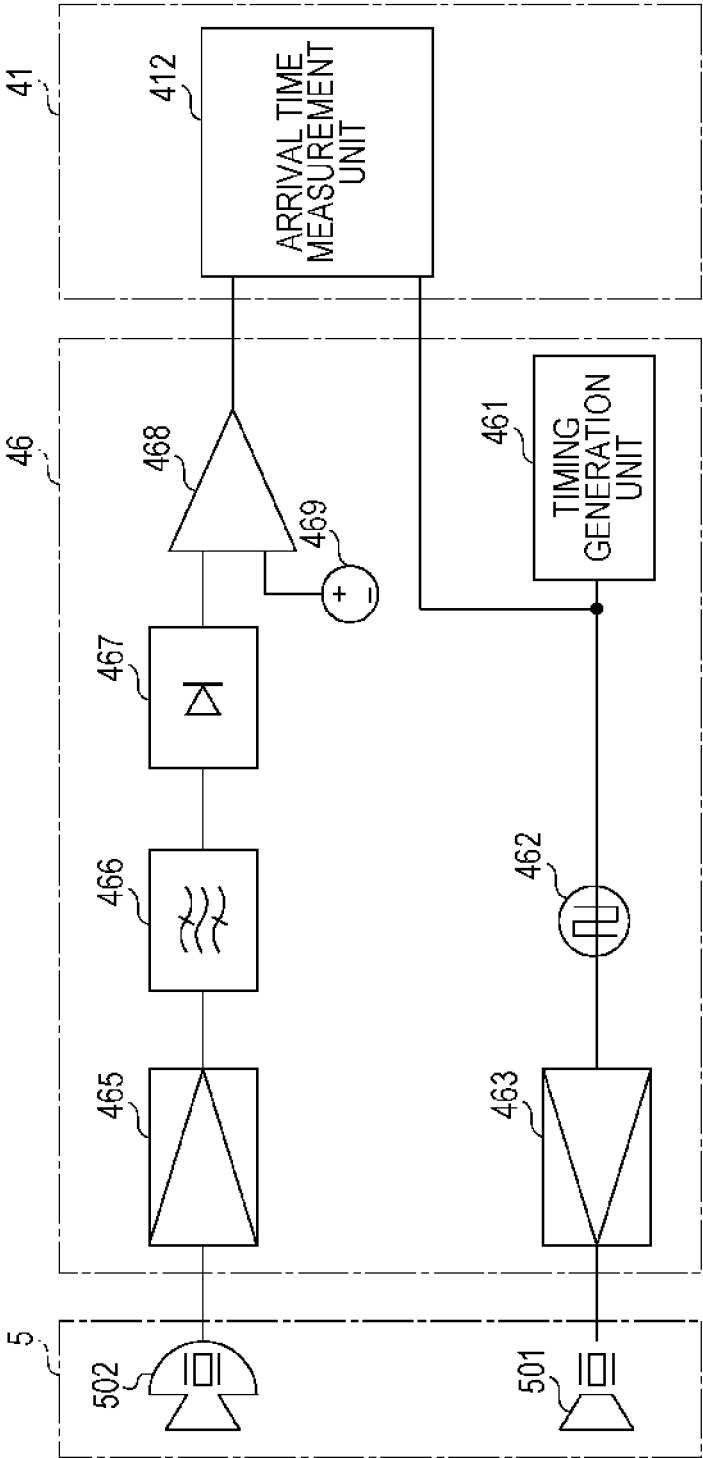 5
46
41
502
465
466
467
468
469
412
ARRIVAL TIME
MEASUREMENT
UNIT
501
463
462
461
TIMING
GENERATION
UNIT